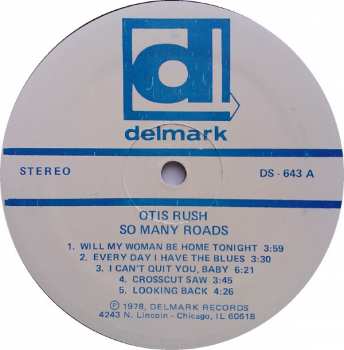 d
delmark
STEREO DS - 643 A
OTIS RUSH
SO MANY ROADS
1. WILL MY WOMAN BE HOME TONIGHT 3:59
2. EVERY DAY I HAVE THE BLUES 3:30
3. I CAN'T QUIT YOU, BABY 6:21
4. CROSSCUT SAW 3:45
5. LOOKING BACK 4:26
℗ 1978, DELMARK RECORDS
4243 N. Lincoln - Chicago, IL 60618